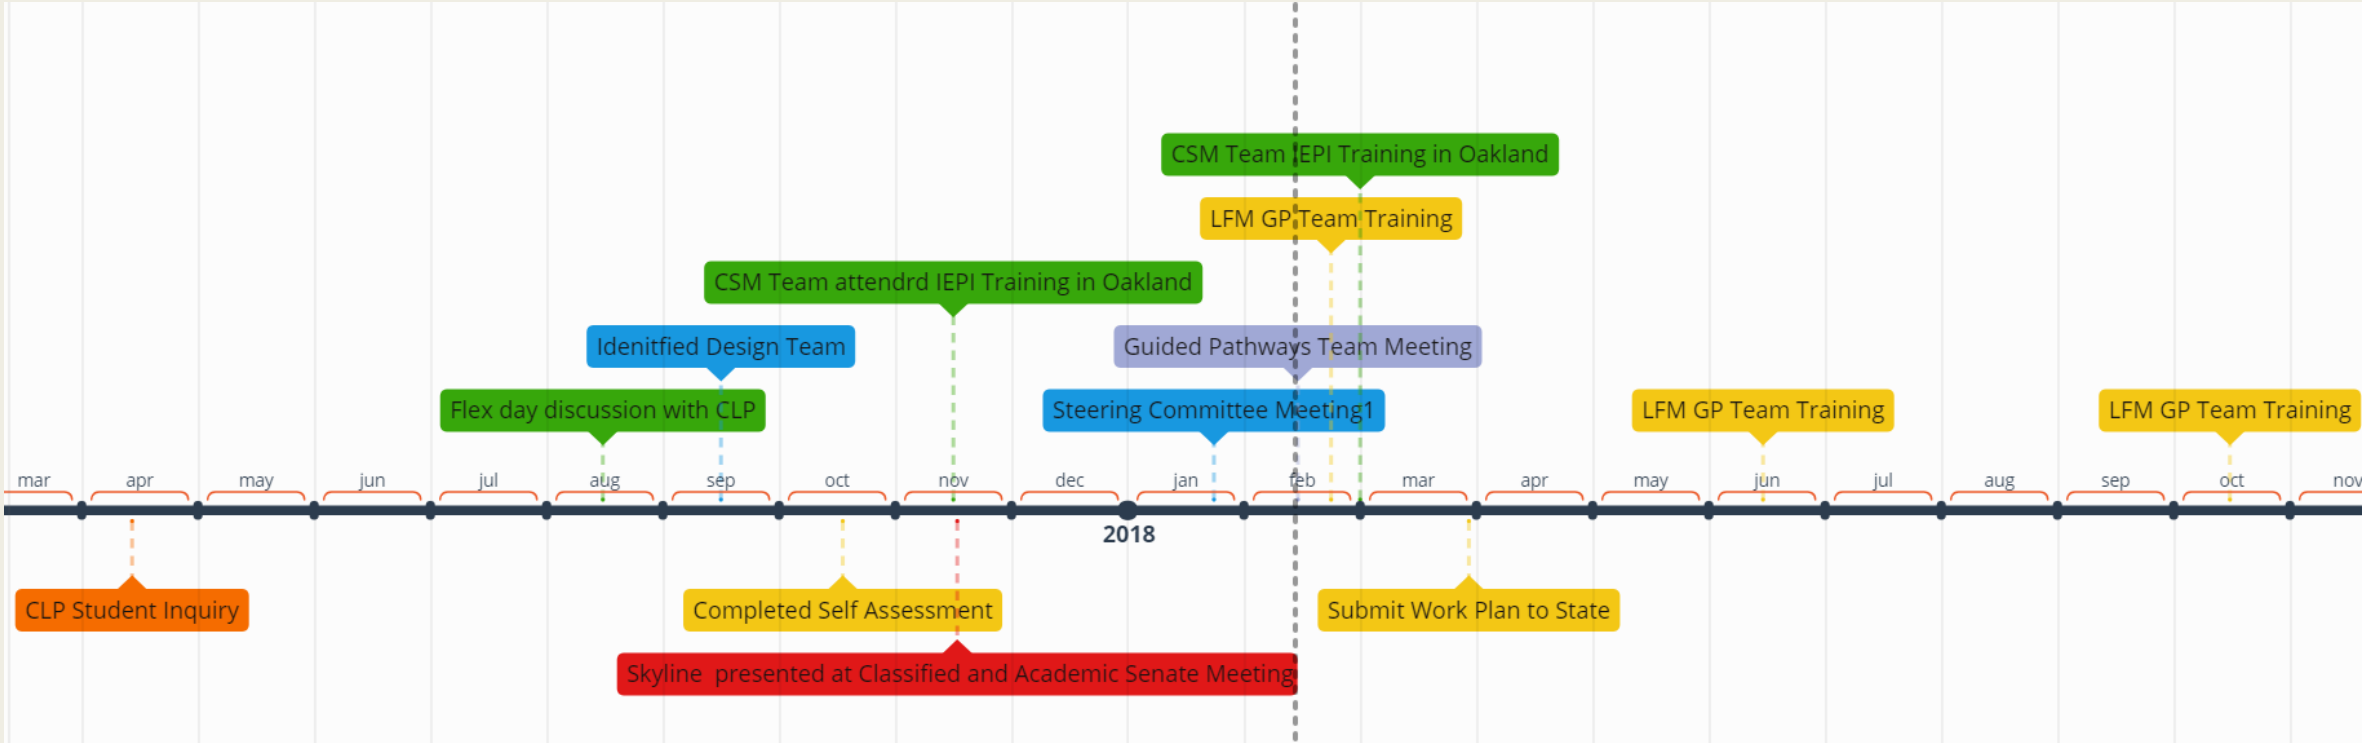 CSM Team IEPI Training in Oakland
LFM GP Team Training
CSM Team attendrd IEPI Training in Oakland
Idenitfied Design Team
Guided Pathways Team Meeting
Flex day discussion with CLP
Steering Committee Meeting1
LFM GP Team Training
LFM GP Team Training
mar apr may jun jul aug sep oct nov dec jan feb mar apr may jun jul aug sep oct nov
2018
CLP Student Inquiry
Completed Self Assessment
Submit Work Plan to State
Skyline  presented at Classified and Academic Senate Meeting